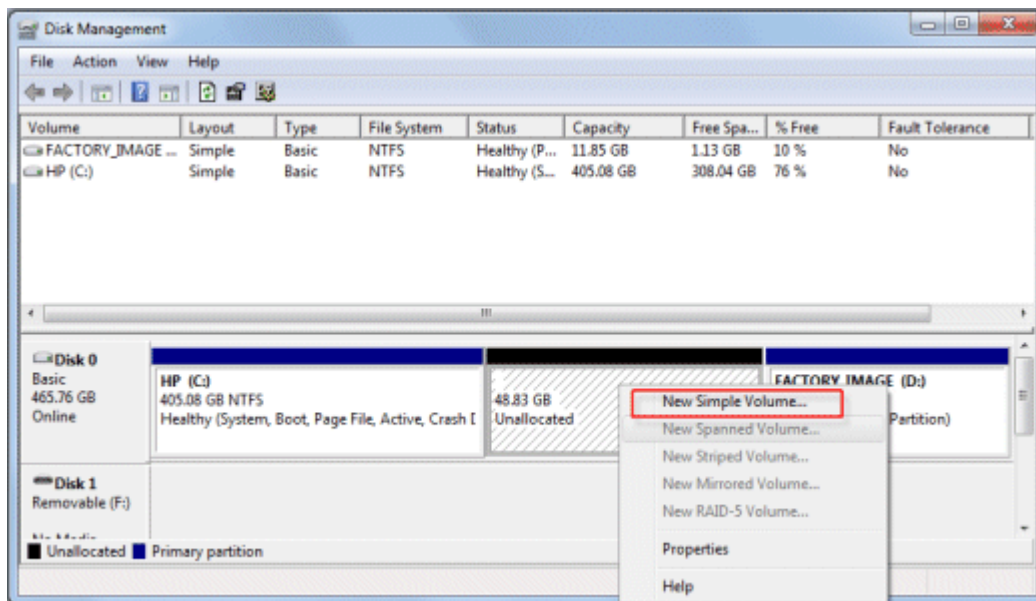 Disk Management
File Action View Help
Volume Layout Type File System Status Capacity Free Spa... % Free Fault Tolerance
FACTORY_IMAGE ... Simple Basic NTFS Healthy (P... 11.85 GB 1.13 GB 10 % No
HP (C:) Simple Basic NTFS Healthy (S... 405.08 GB 308.04 GB 76 % No
Disk 0
Basic
465.76 GB
Online
HP (C:)
405.08 GB NTFS
Healthy (System, Boot, Page File, Active, Crash
48.83 GB
Unallocated
FACTORY_IMAGE (D:)
Partition)
New Simple Volume...
New Spanned Volume...
New Striped Volume...
New Mirrored Volume...
New RAID-5 Volume...
Properties
Help
Disk 1
Removable (F:)
Unallocated Primary partition